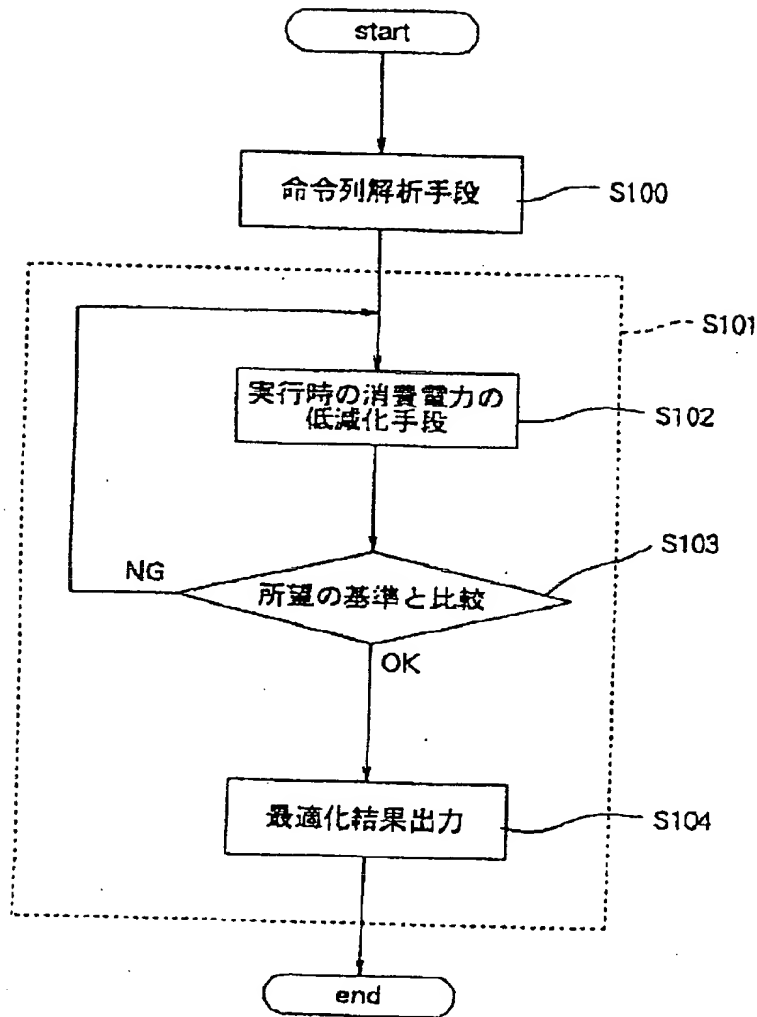 start
命令列解析手段
S100
S101
実行時の消費電力の
低減化手段
S102
S103
NG
所望の基準と比較
OK
最適化結果出力
S104
end